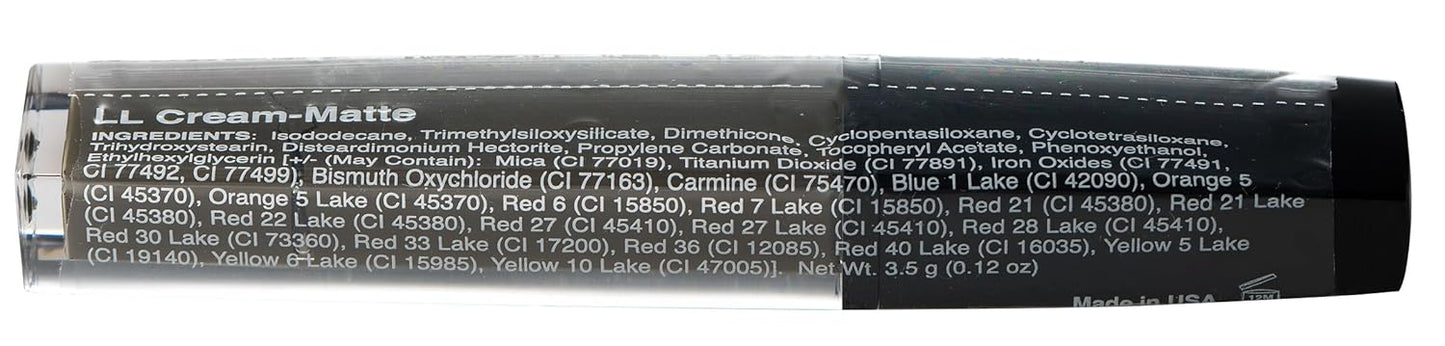 LL Cream-Matte
INGREDIENTS: Isododecane, Trimethylsiloxysilicate, Dimethicone, Cyclopentasiloxane, Cyclotetrasiloxane,
Trihydroxystearin, Disteardimonium Hectorite, Propylene Carbonate, Tocopheryl Acetate, Phenoxyethanol,
Ethylhexylglycerin [+/- (May Contain): Mica (CI 77019), Titanium Dioxide (CI 77891), Iron Oxides (CI 77491,
CI 77492, CI 77499), Bismuth Oxychloride (CI 77163), Carmine (CI 75470), Blue 1 Lake (CI 42090), Orange 5
(CI 45370), Orange 5 Lake (CI 45370), Red 6 (CI 15850), Red 7 Lake (CI 15850), Red 21 (CI 45380), Red 21 Lake
(CI 45380), Red 22 Lake (CI 45380), Red 27 (CI 45410), Red 27 Lake (CI 45410), Red 28 Lake (CI 45410),
Red 30 Lake (CI 73360), Red 33 Lake (CI 17200), Red 36 (CI 12085), Red 40 Lake (CI 16035), Yellow 5 Lake
(CI 19140), Yellow 6 Lake (CI 15985), Yellow 10 Lake (CI 47005)]. Net Wt. 3.5 g (0.12 oz)
Made in USA
12M